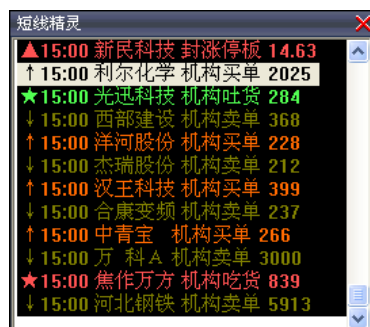 短线精灵
▲15:00 新民科技 封涨停板 14.63
↑15:00 利尔化学 机构买单 2025
★15:00 光迅科技 机构吐货 284
↓15:00 西部建设 机构卖单 368
↑15:00 洋河股份 机构买单 228
↓15:00 杰瑞股份 机构卖单 212
↑15:00 汉王科技 机构买单 399
↓15:00 合康变频 机构卖单 237
↑15:00 中青宝 机构买单 266
↓15:00 万 科A 机构卖单 3000
★15:00 焦作万方 机构吃货 839
↓15:00 河北钢铁 机构卖单 5913